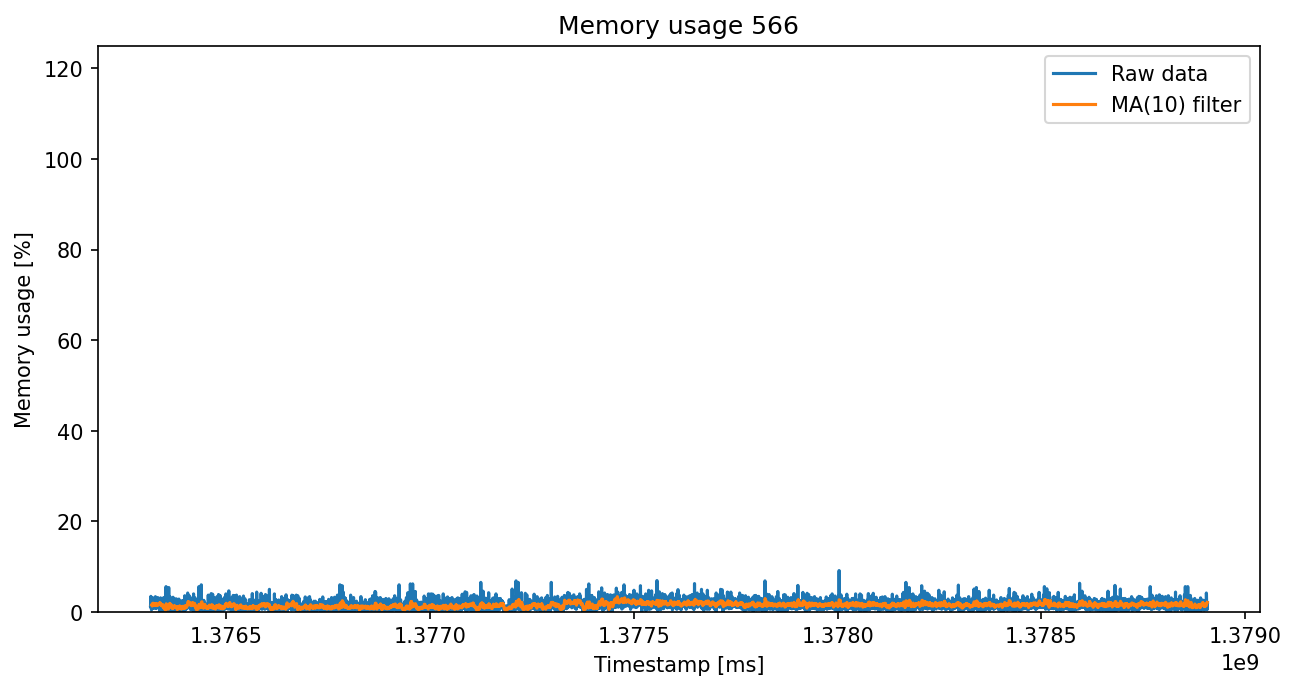 Memory usage 566
Raw data
MA(10) filter
120
100
80
60
40
20
0
Memory usage [%]
1.3765
1.3770
1.3775
1.3780
1.3785
1.3790
1e9
Timestamp [ms]